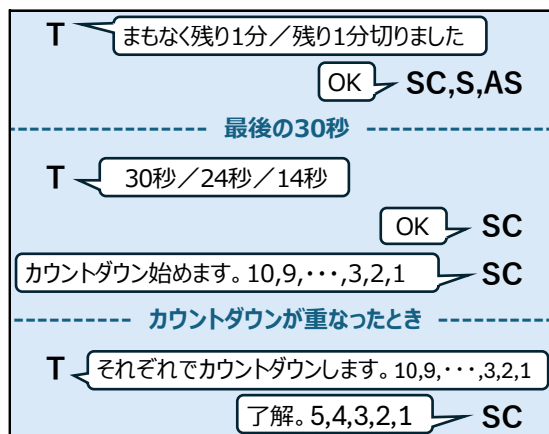 T まもなく残り1分／残り1分切りました
OK SC,S,AS
最後の30秒
T 30秒／24秒／14秒
OK SC
カウントダウン始めます。10,9,・・・,3,2,1 SC
カウントダウンが重なったとき
T それぞれでカウントダウンします。10,9,・・・,3,2,1
了解。5,4,3,2,1 SC